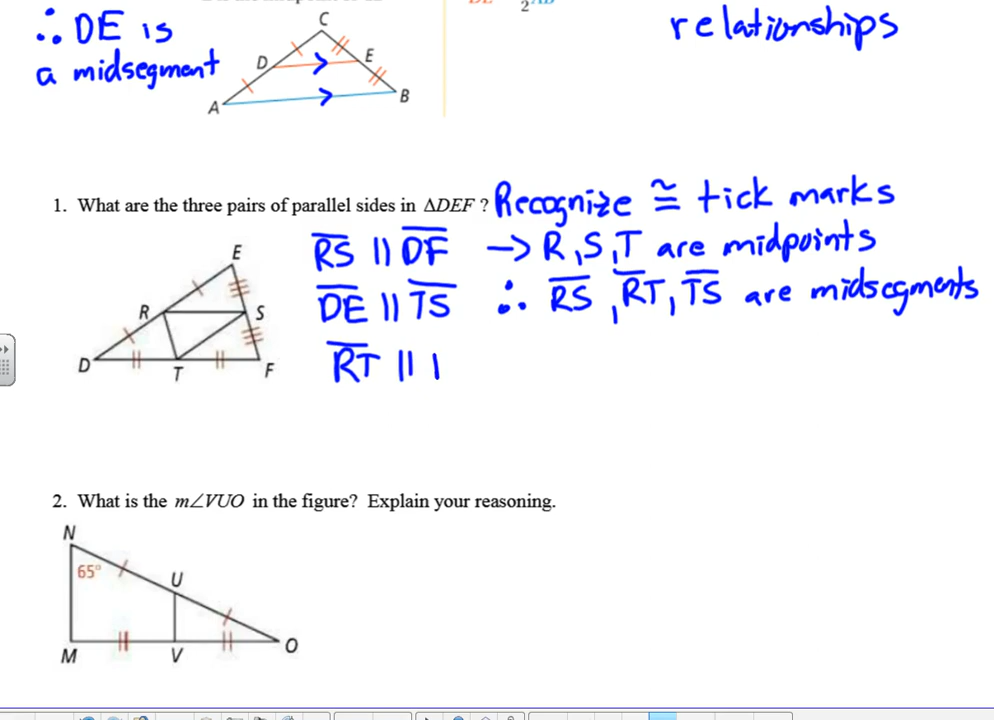 ∴ DE is
a midsegment
C
D
E
A
B
relationships
1. What are the three pairs of parallel sides in ΔDEF ?
Recognize ≅ tick marks
RS || DF → R,S,T are midpoints
DE || TS ∴ RS, RT, TS are midsegments
RT || |
E
R
S
D
T
F
2. What is the m∠VUO in the figure? Explain your reasoning.
N
65°
U
M
V
O